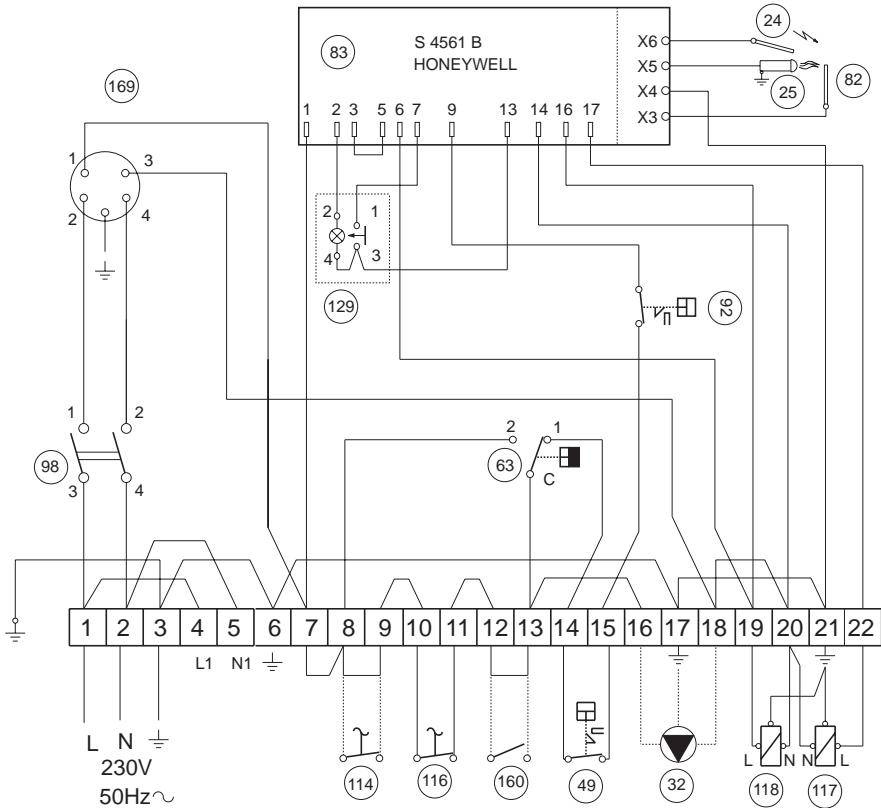 24
83
S 4561 B
HONEYWELL
X6
X5
X4
X3
82
25
169
1 2 3 5 6 7 9 13 14 16 17
1 3
2 4
2 1
4 3
129
92
1 2
98
3 4
2 1
63
C
1 2 3 4 5 6 7 8 9 10 11 12 13 14 15 16 17 18 19 20 21 22
L1 N1
L N
230V
50Hz
L N N L
114 116 160 49 32 118 117